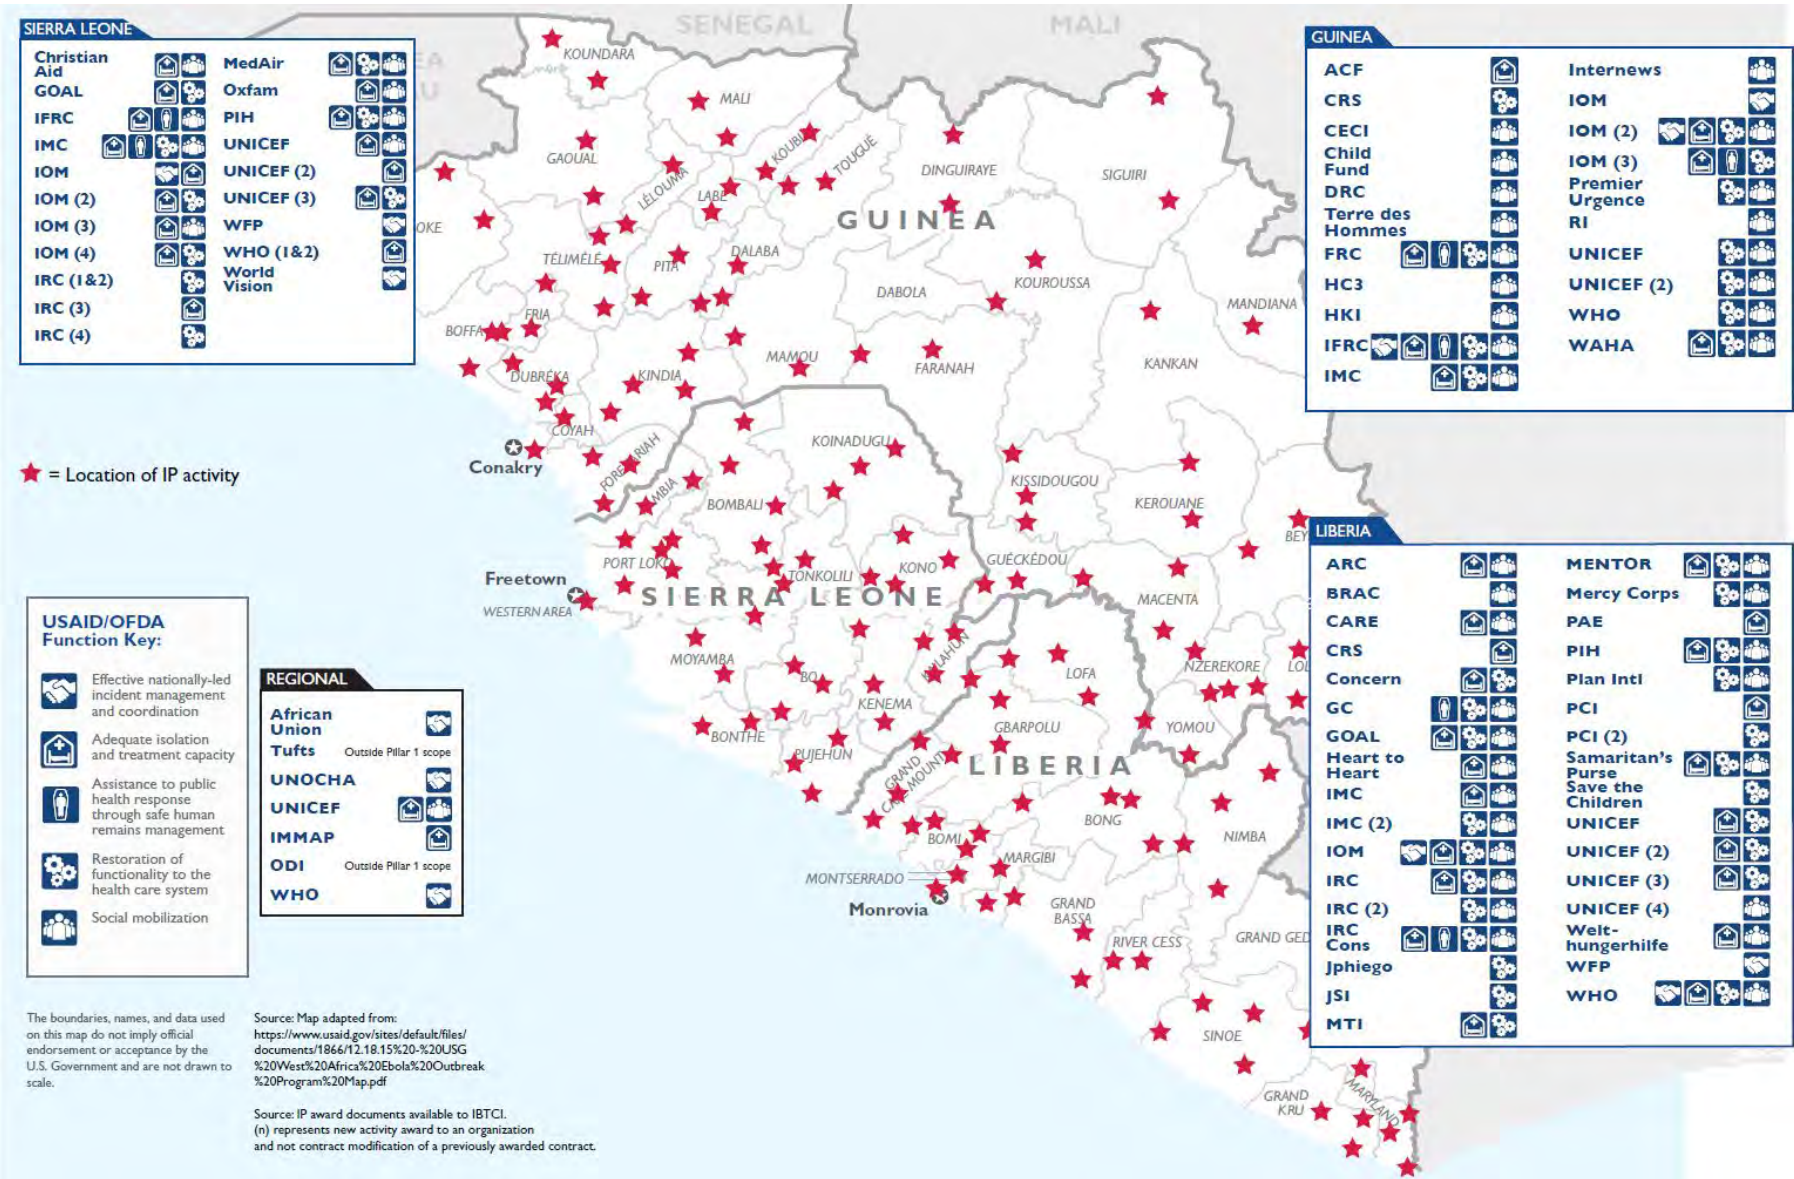 SENEGAL
MALI
SIERRA LEONE
Christian
Aid
GOAL
IFRC
IMC
IOM
IOM (2)
IOM (3)
IOM (4)
IRC (1&2)
IRC (3)
IRC (4)
MedAir
Oxfam
PIH
UNICEF
UNICEF (2)
UNICEF (3)
WFP
WHO (1&2)
World
Vision
GUINEA
ACF
CRS
CECI
Child
Fund
DRC
Terre des
Hommes
FRC
HC3
HKI
IFRC
IMC
Internews
IOM
IOM (2)
IOM (3)
Premier
Urgence
RI
UNICEF
UNICEF (2)
WHO
WAHA
KOUNDARA
MALI
GAOUAL
KOUBI
TOUGUÉ
LÉLOUMA
LABÉ
DINGUIRAYE
SIGUIRI
OKE
GUINEA
TÉLIMÉLÉ
PITA
DALABA
KOUROUSSA
DABOLA
MANDIANA
FRIA
BOFFA
MAMOU
FARANAH
KANKAN
DUBRÉKA
KINDIA
COYAH
Conakry
KOINADUGU
= Location of IP activity
KISSIDOUGOU
KEROUANE
BOMBALI
MBIA
BEY
PORT LOKO
TONKOLILI
KONO
GUÉCKÉDOU
Freetown
WESTERN AREA
SIERRA LEONE
MACENTA
MOYAMBA
BO
KAILAHUN
LOFA
NZEREKORE
LOL
KENEMA
BONTHE
GBARPOLU
YOMOU
PUJEHUN
GRAND
CAPE MOUNT
LIBERIA
BONG
NIMBA
BOMI
MARGIBI
MONTSERRADO
Monrovia
GRAND
BASSA
RIVER CESS
GRAND GED
SINOE
GRAND
KRU
MARYLAND
LIBERIA
ARC
BRAC
CARE
CRS
Concern
GC
GOAL
Heart to
Heart
IMC
IMC (2)
IOM
IRC
IRC (2)
IRC
Cons
Jphiego
JSI
MTI
MENTOR
Mercy Corps
PAE
PIH
Plan Intl
PCI
PCI (2)
Samaritan's
Purse
Save the
Children
UNICEF
UNICEF (2)
UNICEF (3)
UNICEF (4)
Welt-
hungerhilfe
WFP
WHO
USAID/OFDA
Function Key:
Effective nationally-led
incident management
and coordination
Adequate isolation
and treatment capacity
Assistance to public
health response
through safe human
remains management
Restoration of
functionality to the
health care system
Social mobilization
REGIONAL
African
Union
Tufts Outside Pillar 1 scope
UNOCHA
UNICEF
IMMAP
ODI Outside Pillar 1 scope
WHO
The boundaries, names, and data used
on this map do not imply official
endorsement or acceptance by the
U.S. Government and are not drawn to
scale.
Source: Map adapted from:
https://www.usaid.gov/sites/default/files/
documents/1866/12.18.15%20-%20USG
%20West%20Africa%20Ebola%20Outbreak
%20Program%20Map.pdf
Source: IP award documents available to IBTCI.
(n) represents new activity award to an organization
and not contract modification of a previously awarded contract.